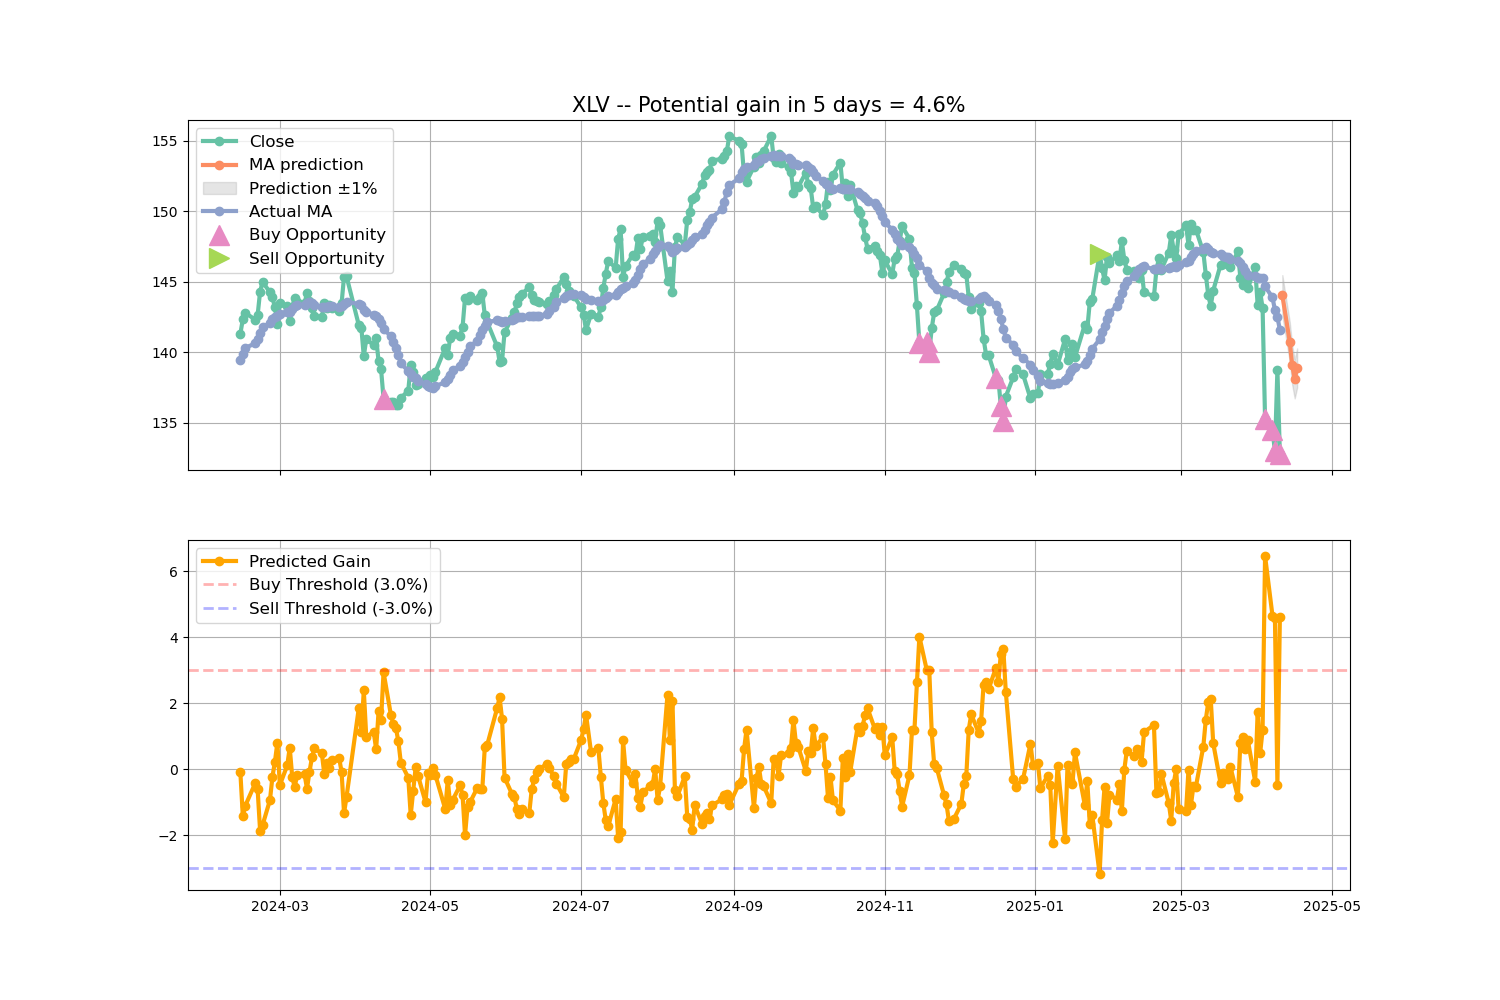 XLV -- Potential gain in 5 days = 4.6%
155
150
145
140
135
Close
MA prediction
Prediction ±1%
Actual MA
Buy Opportunity
Sell Opportunity
6
4
2
0
−2
Predicted Gain
Buy Threshold (3.0%)
Sell Threshold (-3.0%)
2024-03
2024-05
2024-07
2024-09
2024-11
2025-01
2025-03
2025-05